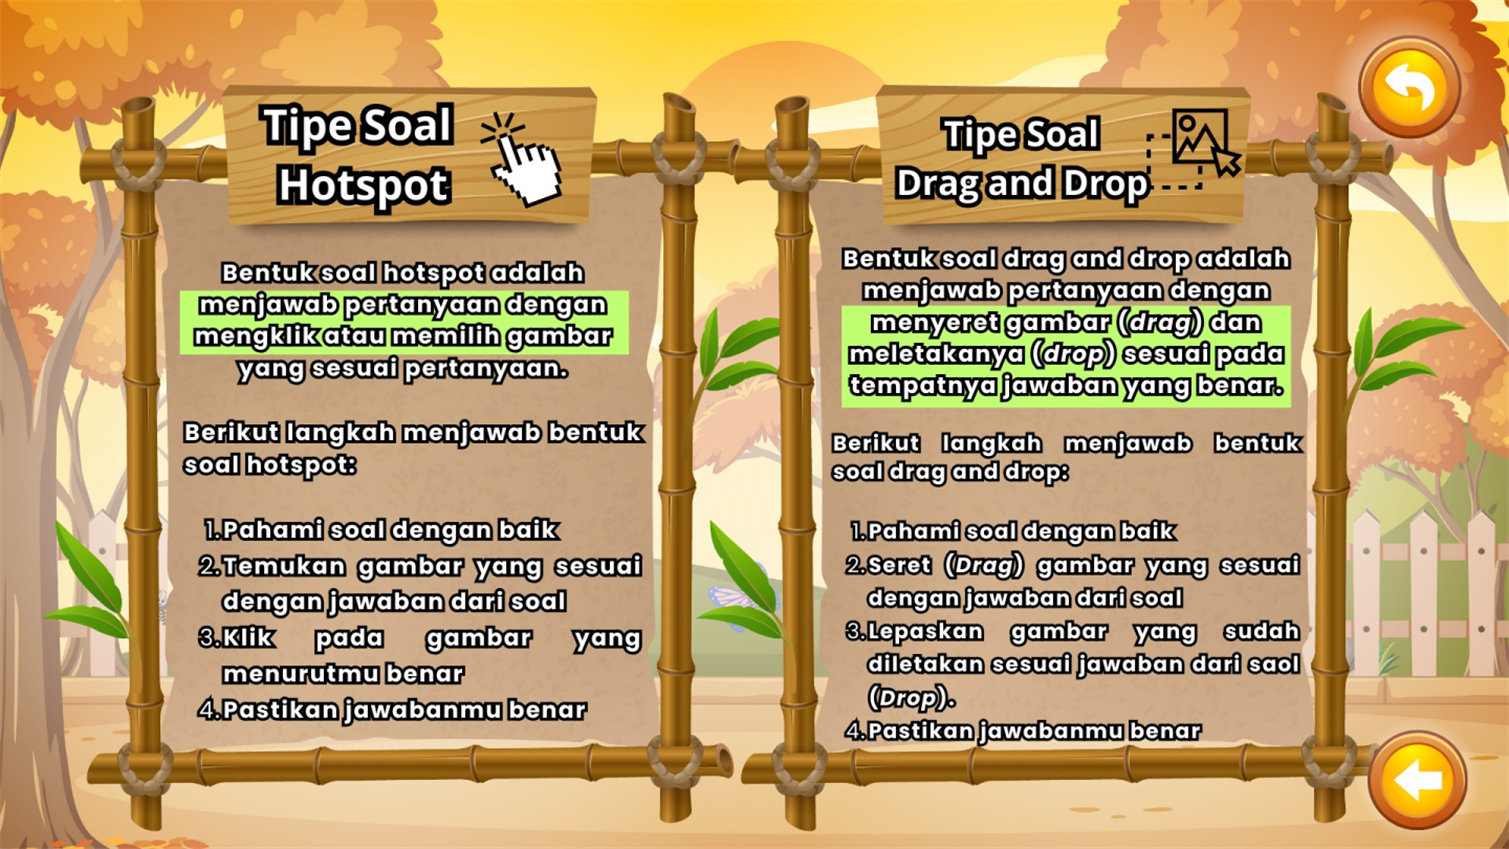 Tipe Soal
Hotspot
Bentuk soal hotspot adalah
menjawab pertanyaan dengan
mengklik atau memilih gambar
yang sesuai pertanyaan.
Berikut langkah menjawab bentuk
soal hotspot:
1.Pahami soal dengan baik
2.Temukan gambar yang sesuai
dengan jawaban dari soal
3.Klik pada gambar yang
menurutmu benar
4.Pastikan jawabanmu benar
Tipe Soal
Drag and Drop
Bentuk soal drag and drop adalah
menjawab pertanyaan dengan
menyeret gambar (drag) dan
meletakanya (drop) sesuai pada
tempatnya jawaban yang benar.
Berikut langkah menjawab bentuk
soal drag and drop:
1.Pahami soal dengan baik
2.Seret (Drag) gambar yang sesuai
dengan jawaban dari soal
3.Lepaskan gambar yang sudah
diletakan sesuai jawaban dari saol
(Drop).
4.Pastikan jawabanmu benar